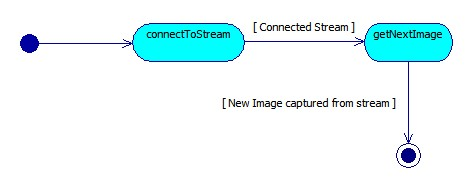 connectToStream
[ Connected Stream ]
getNextImage
[ New Image captured from stream ]